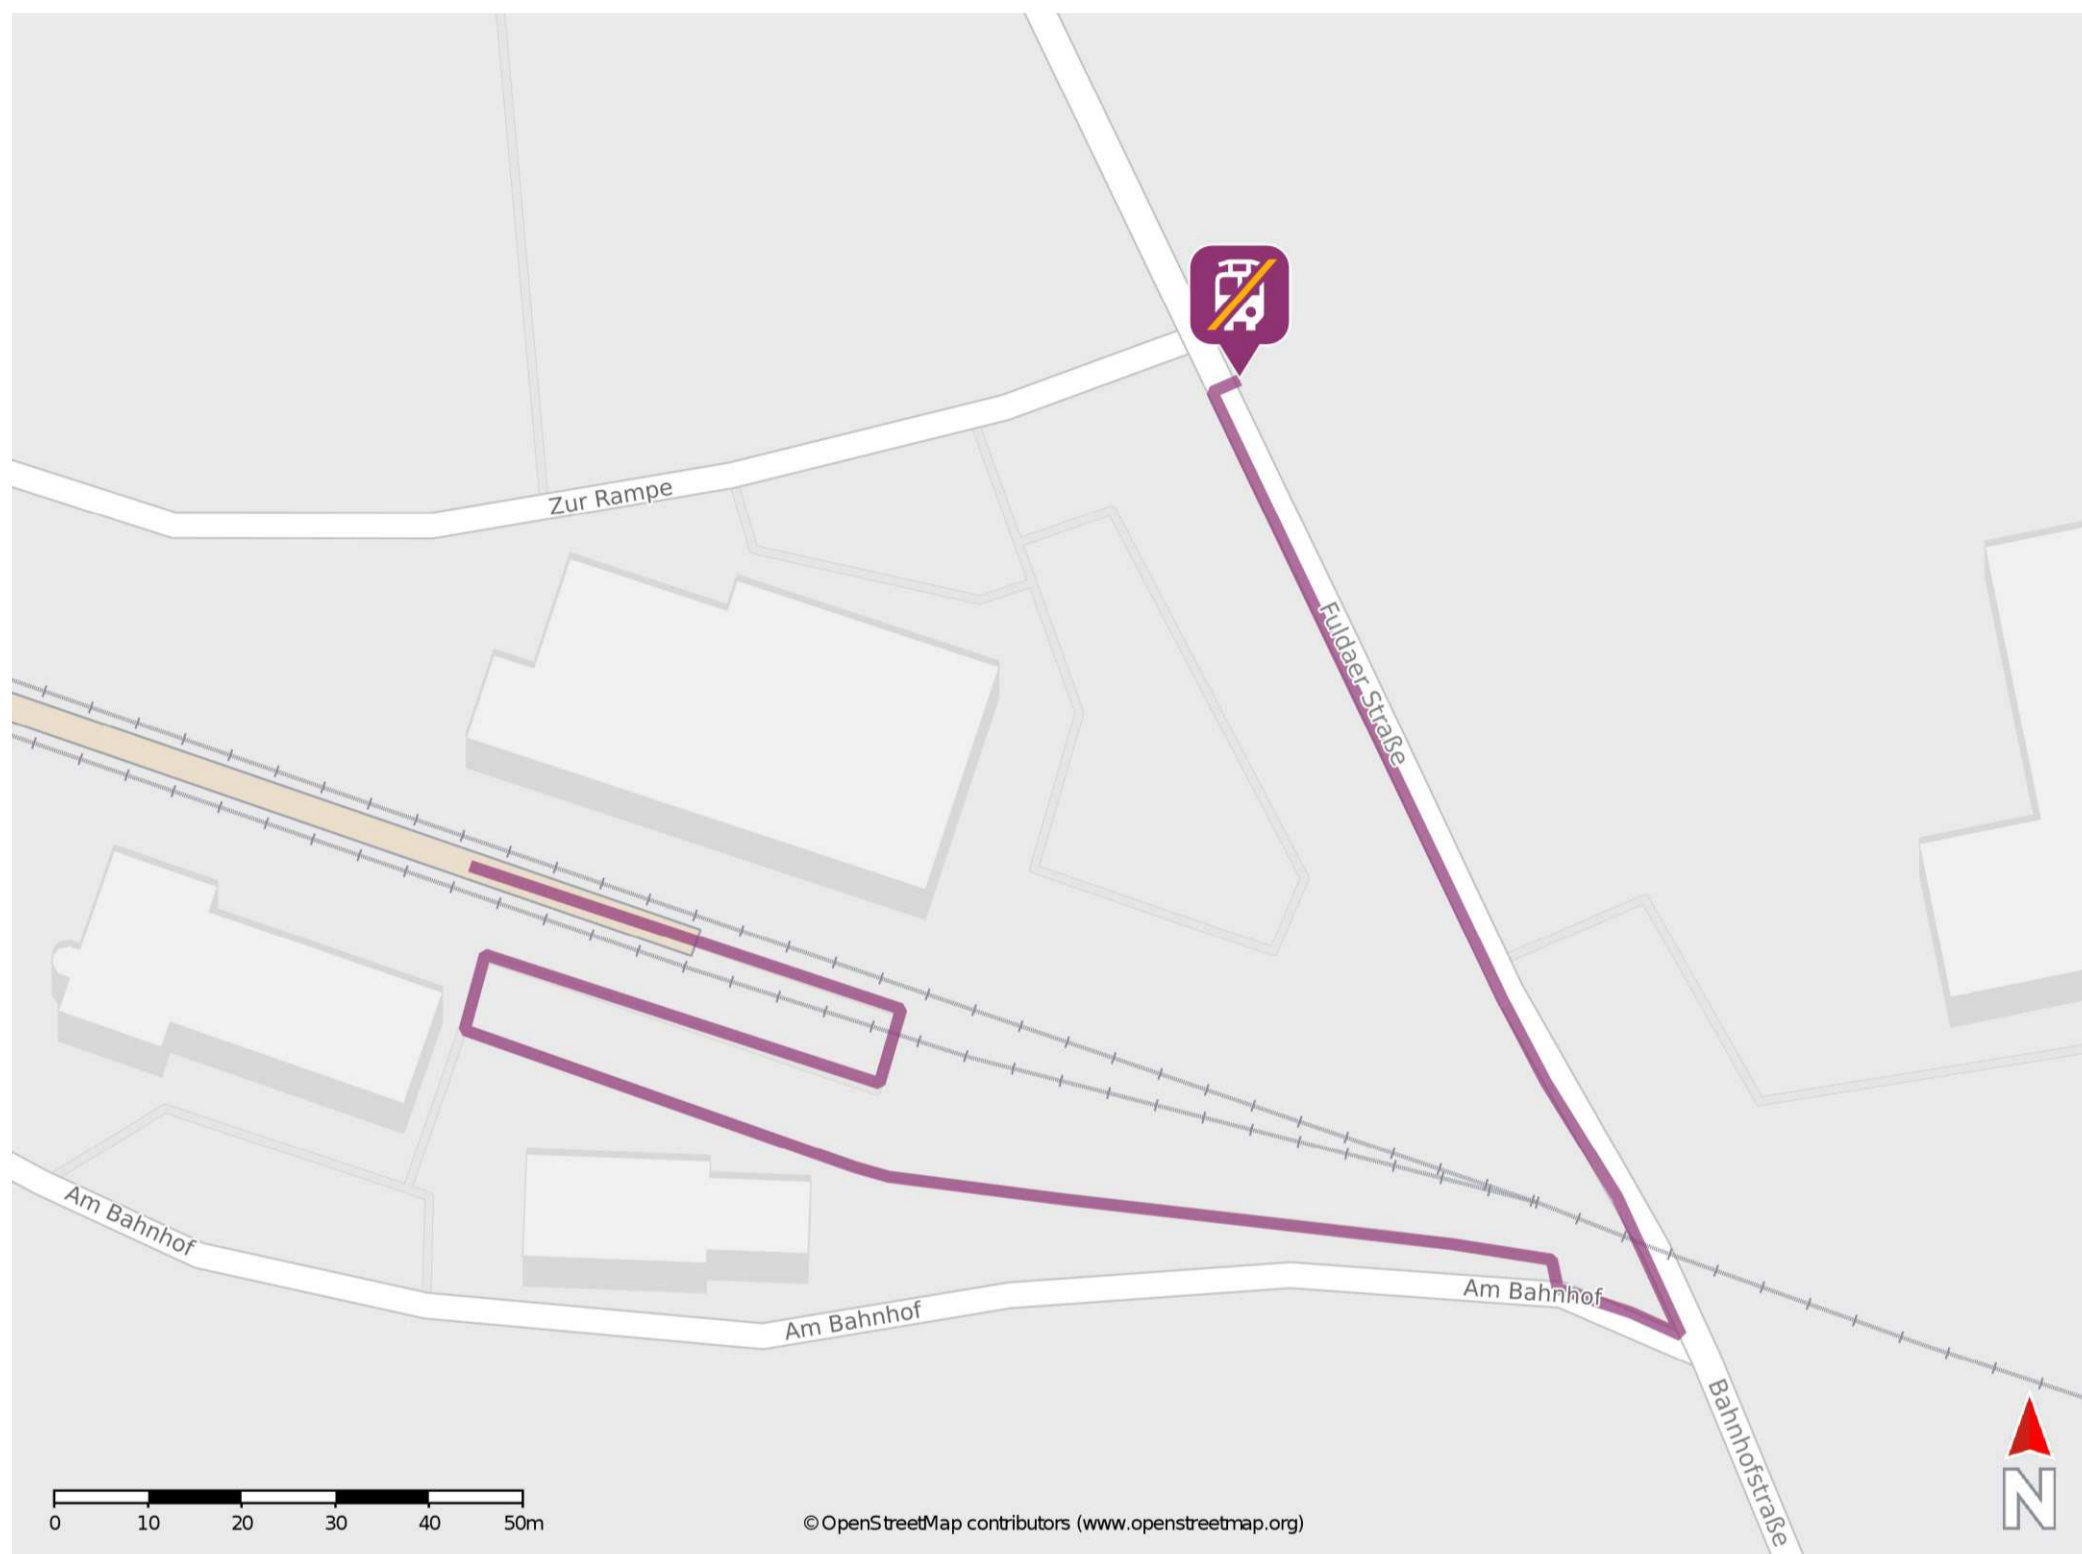 Zur Rampe
Fuldaer Straße
Am Bahnhof
Am Bahnhof
Am Bahnhof
Bahnhofstraße
N
0 10 20 30 40 50m
© OpenStreetMap contributors (www.openstreetmap.org)